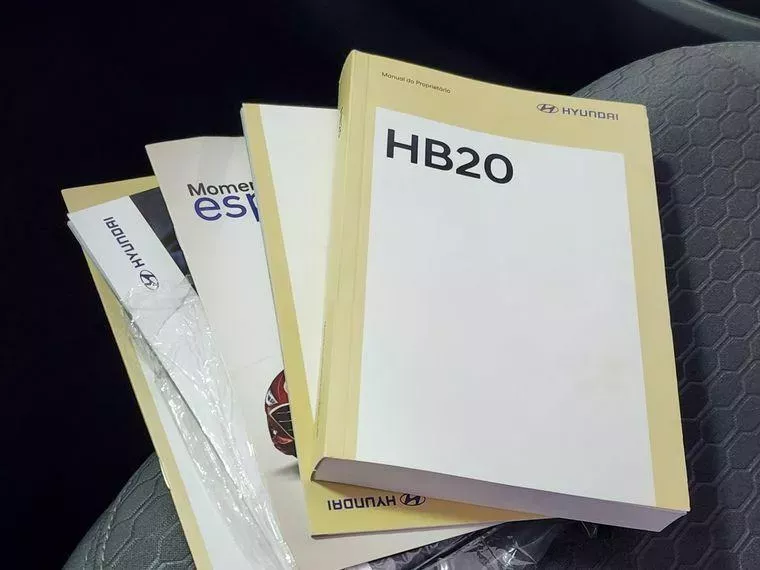 Manual do Proprietário
HYUNDAI
HB20
Momen
esp
HYUNDAI
HYUNDAI